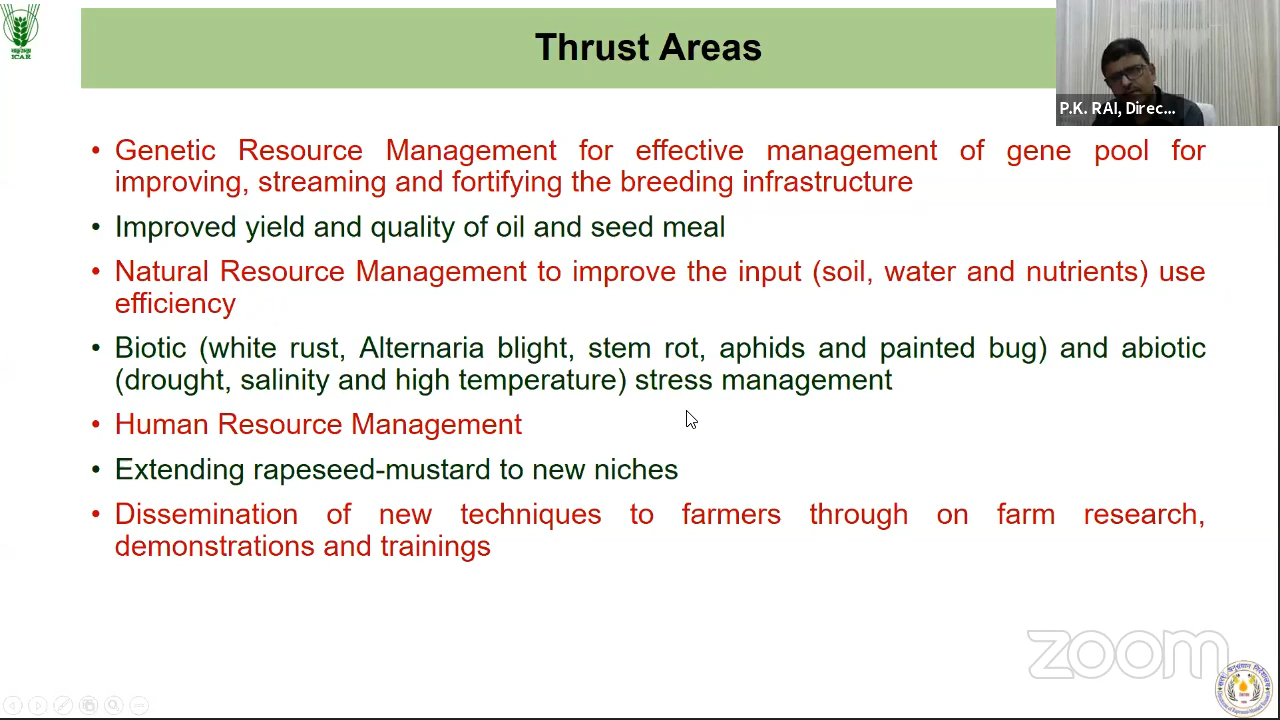 Thrust Areas
ICAR
P.K. RAI, Direc...
• Genetic Resource Management for effective management of gene pool for
improving, streaming and fortifying the breeding infrastructure
• Improved yield and quality of oil and seed meal
• Natural Resource Management to improve the input (soil, water and nutrients) use
efficiency
• Biotic (white rust, Alternaria blight, stem rot, aphids and painted bug) and abiotic
(drought, salinity and high temperature) stress management
• Human Resource Management
• Extending rapeseed-mustard to new niches
• Dissemination of new techniques to farmers through on farm research,
demonstrations and trainings
zoom